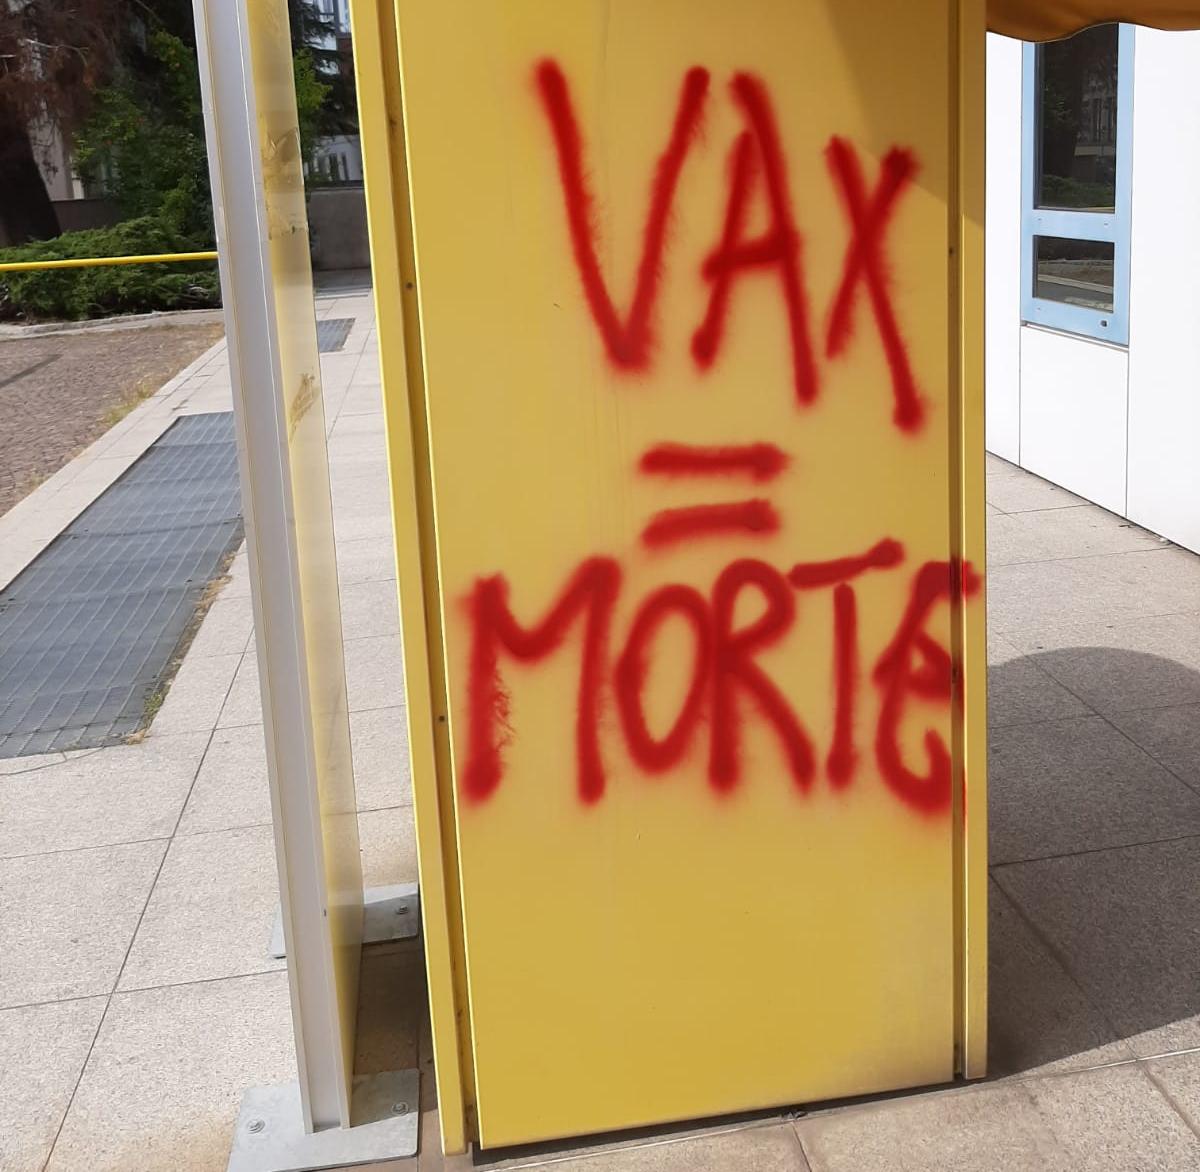 VAX
=
MORTE